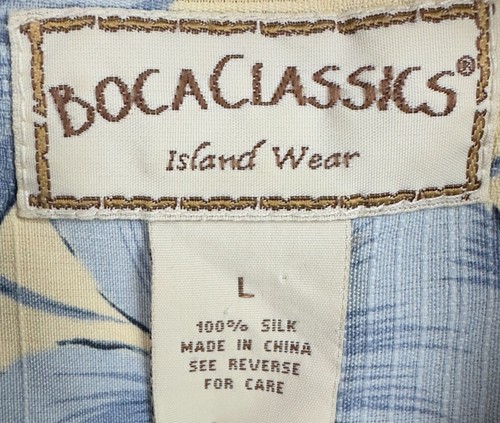 BOCACLASSICS®
Island Wear
L
100% SILK
MADE IN CHINA
SEE REVERSE
FOR CARE